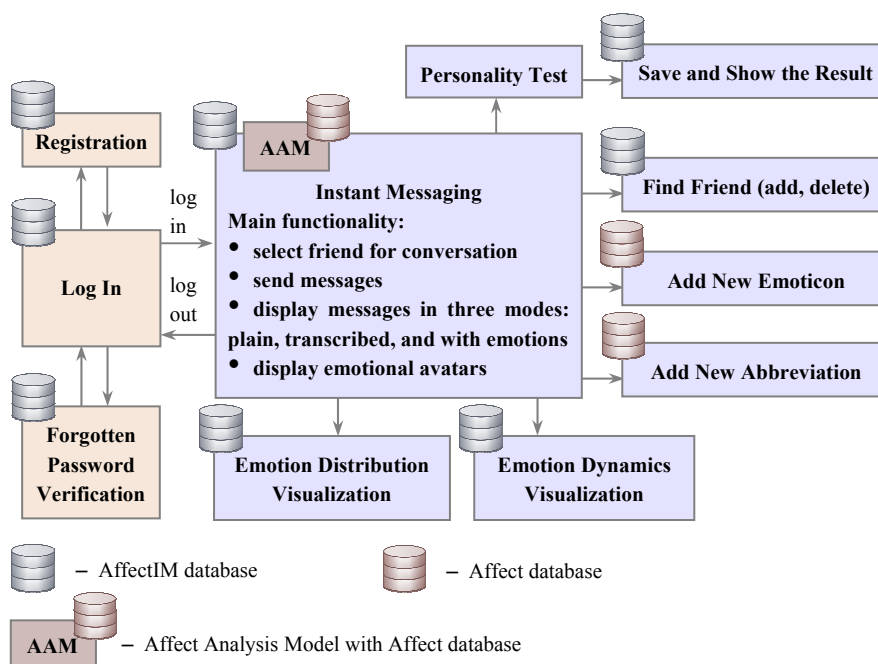 Personality Test
Save and Show the Result
Registration
AAM
Instant Messaging
Main functionality:
• select friend for conversation
• send messages
• display messages in three modes:
plain, transcribed, and with emotions
• display emotional avatars
log
in
log
out
Log In
Find Friend (add, delete)
Add New Emoticon
Add New Abbreviation
Forgotten
Password
Verification
Emotion Distribution
Visualization
Emotion Dynamics
Visualization
– AffectIM database
– Affect database
AAM
– Affect Analysis Model with Affect database